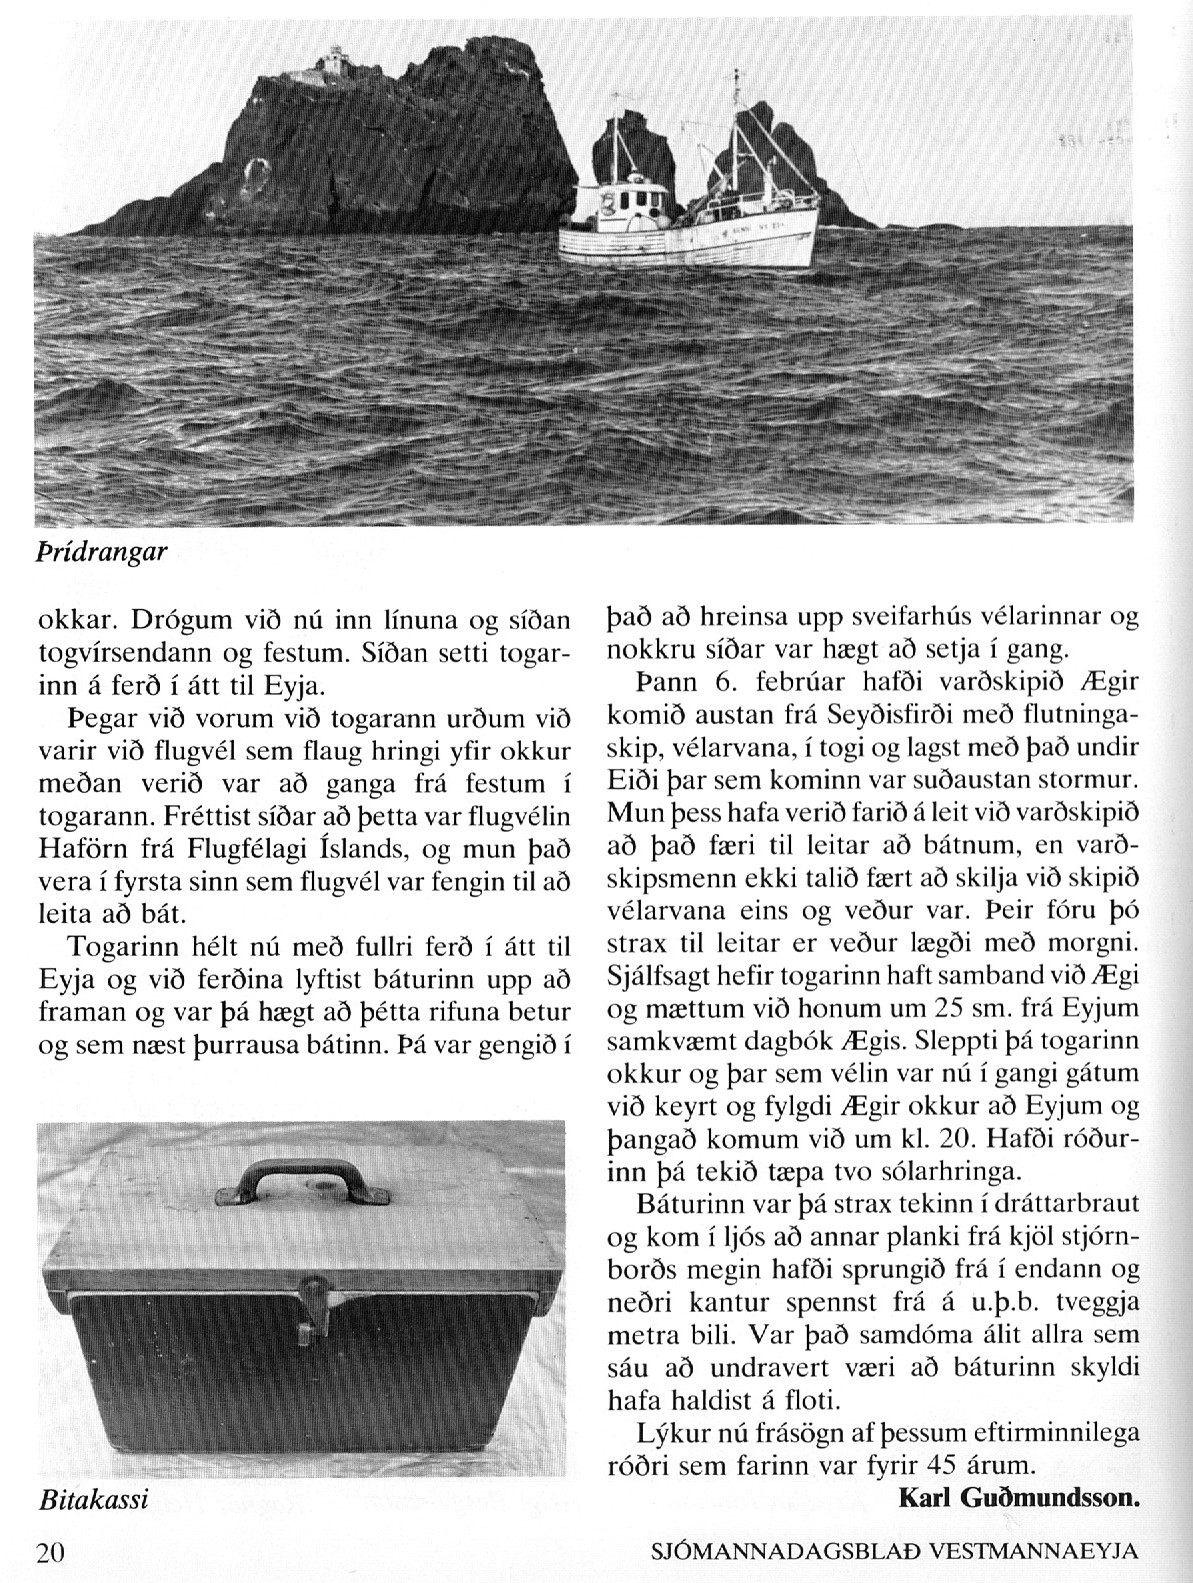 Þrídrangar
okkar. Drógum við nú inn línuna og síðan
togvírsendann og festum. Síðan setti togar-
inn á ferð í átt til Eyja.
Þegar við vorum við togarann urðum við
varir við flugvél sem flaug hringi yfir okkur
meðan verið var að ganga frá festum í
togarann. Fréttist síðar að þetta var flugvélin
Haförn frá Flugfélagi Íslands, og mun það
vera í fyrsta sinn sem flugvél var fengin til að
leita að bát.
Togarinn hélt nú með fullri ferð í átt til
Eyja og við ferðina lyftist báturinn upp að
framan og var þá hægt að þétta rifuna betur
og sem næst þurrausa bátinn. Þá var gengið í
Bitakassi
það að hreinsa upp sveifarhús vélarinnar og
nokkru síðar var hægt að setja í gang.
Þann 6. febrúar hafði varðskipið Ægir
komið austan frá Seyðisfirði með flutninga-
skip, vélarvana, í togi og lagst með það undir
Eiði þar sem kominn var suðaustan stormur.
Mun þess hafa verið farið á leit við varðskipið
að það færi til leitar að bátnum, en varð-
skipsmenn ekki talið fært að skilja við skipið
vélarvana eins og veður var. Þeir fóru þó
strax til leitar er veður lægði með morgni.
Sjálfsagt hefir togarinn haft samband við Ægi
og mættum við honum um 25 sm. frá Eyjum
samkvæmt dagbók Ægis. Sleppti þá togarinn
okkur og þar sem vélin var nú í gangi gátum
við keyrt og fylgdi Ægir okkur að Eyjum og
þangað komum við um kl. 20. Hafði róður-
inn þá tekið tæpa tvo sólarhringa.
Báturinn var þá strax tekinn í dráttarbraut
og kom í ljós að annar planki frá kjöl stjórn-
borðs megin hafði sprungið frá í endann og
neðri kantur spennst frá á u.þ.b. tveggja
metra bili. Var það samdóma álit allra sem
sáu að undravert væri að báturinn skyldi
hafa haldist á floti.
Lýkur nú frásögn af þessum eftirminnilega
róðri sem farinn var fyrir 45 árum.
Karl Guðmundsson.
20
SJÓMANNADAGSBLAÐ VESTMANNAEYJA